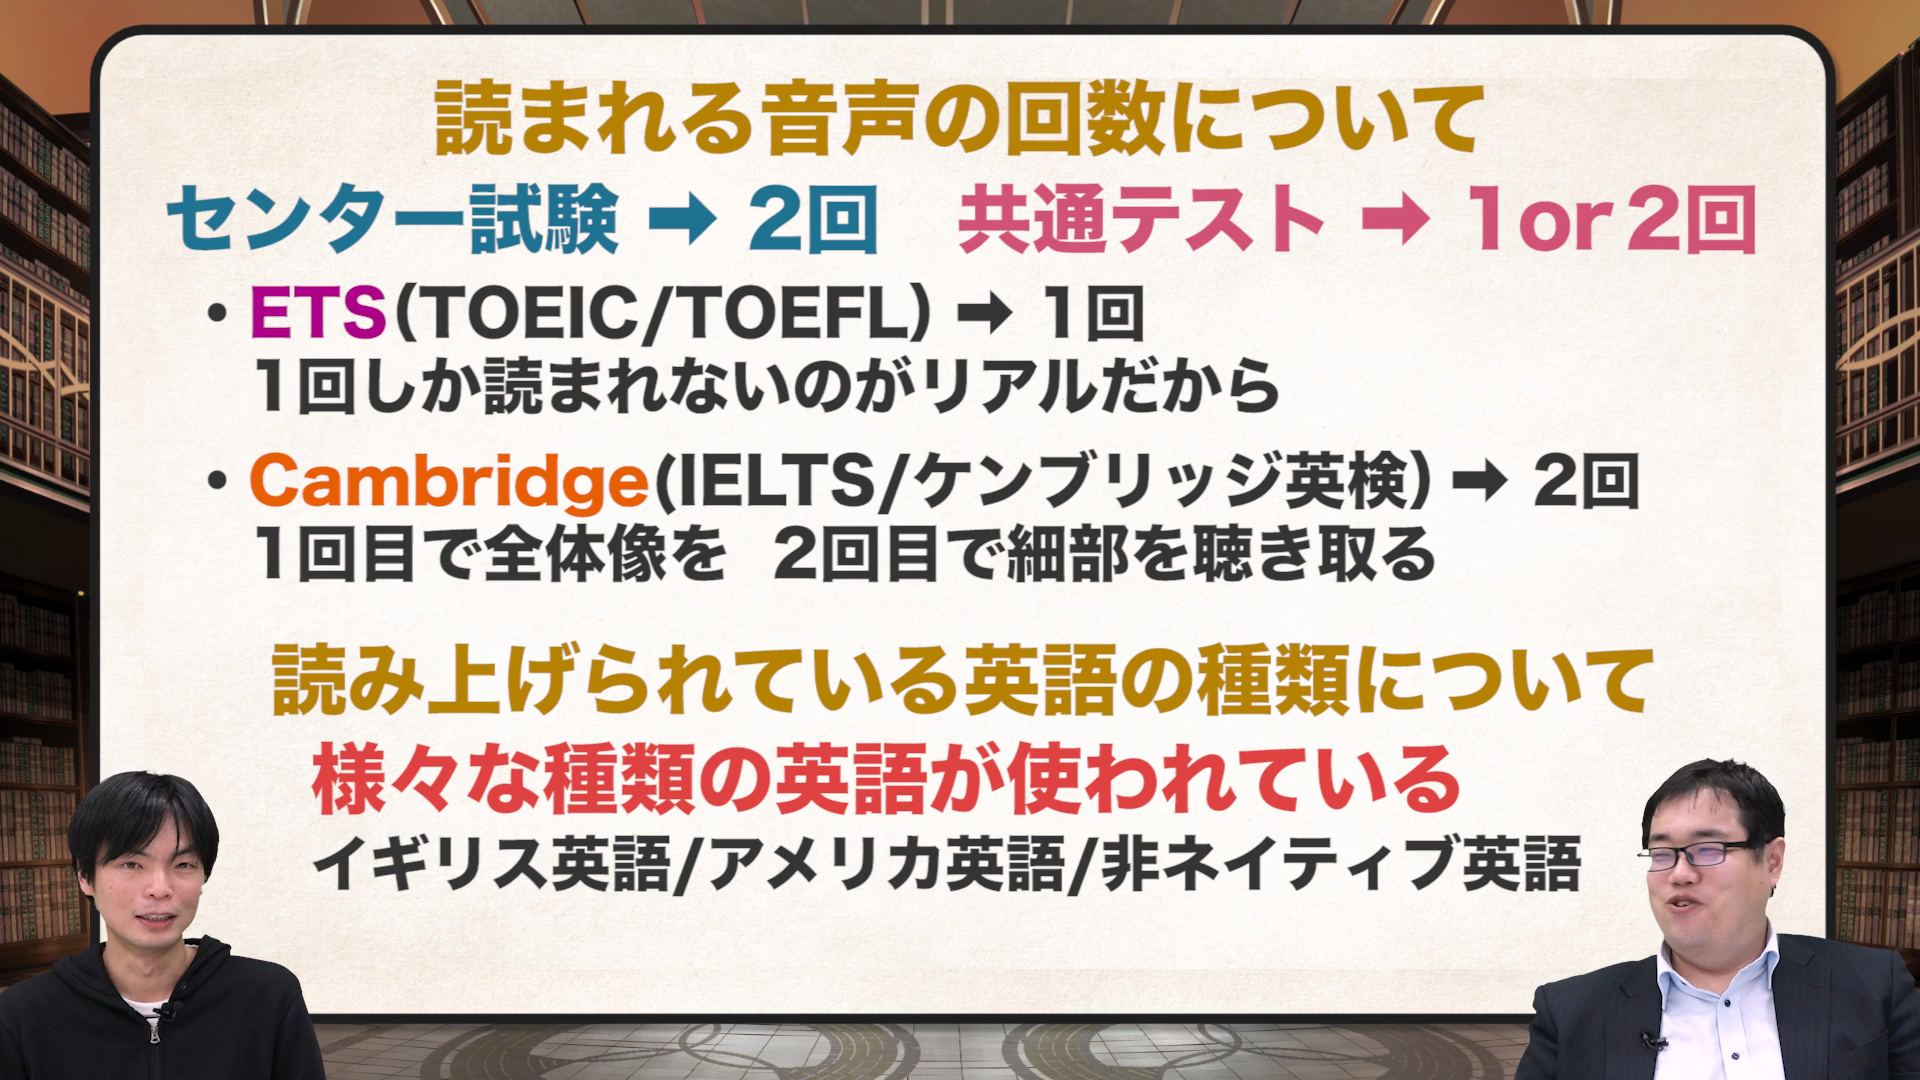 読まれる音声の回数について
センター試験 ➡ 2回 共通テスト ➡ 1or2回
・ETS(TOEIC/TOEFL) ➡ 1回
1回しか読まれないのがリアルだから
・Cambridge(IELTS/ケンブリッジ英検) ➡ 2回
1回目で全体像を 2回目で細部を聴き取る
読み上げられている英語の種類について
様々な種類の英語が使われている
イギリス英語/アメリカ英語/非ネイティブ英語